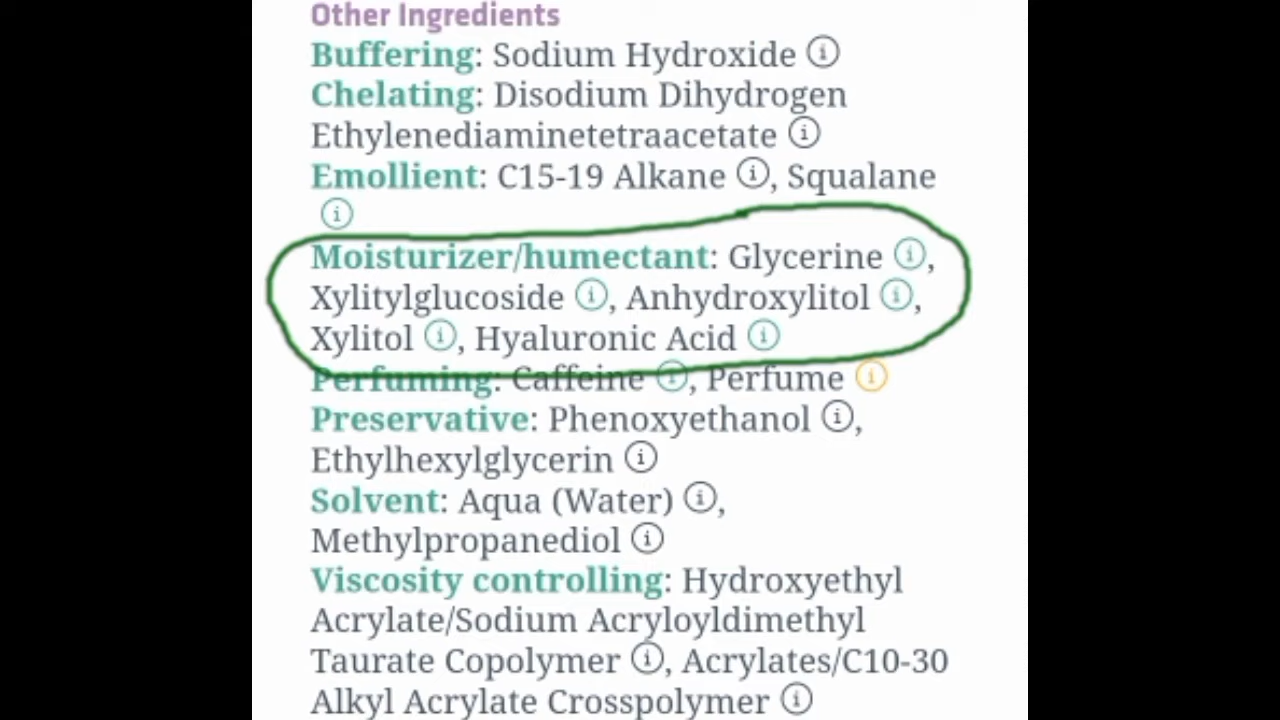 Other Ingredients
Buffering: Sodium Hydroxide ⓘ
Chelating: Disodium Dihydrogen
Ethylenediaminetetraacetate ⓘ
Emollient: C15-19 Alkane ⓘ, Squalane
ⓘ
Moisturizer/humectant: Glycerine ⓘ,
Xylitylglucoside ⓘ, Anhydroxylitol ⓘ,
Xylitol ⓘ, Hyaluronic Acid ⓘ
Perfuming: Caffeine ⓘ, Perfume ⓘ
Preservative: Phenoxyethanol ⓘ,
Ethylhexylglycerin ⓘ
Solvent: Aqua (Water) ⓘ,
Methylpropanediol ⓘ
Viscosity controlling: Hydroxyethyl
Acrylate/Sodium Acryloyldimethyl
Taurate Copolymer ⓘ, Acrylates/C10-30
Alkyl Acrylate Crosspolymer ⓘ